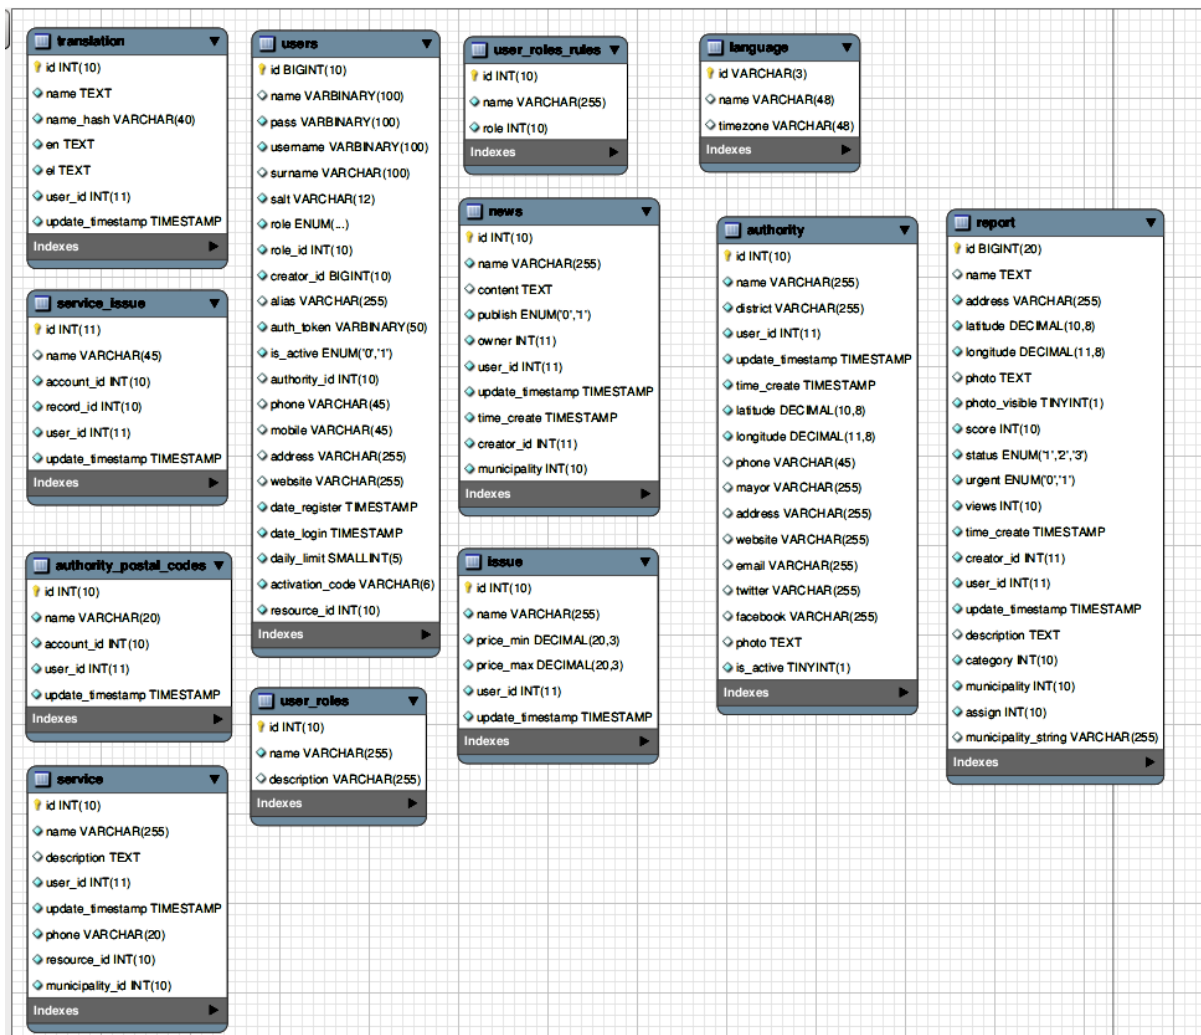 translation
id INT(10)
name TEXT
name_hash VARCHAR(40)
en TEXT
el TEXT
user_id INT(11)
update_timestamp TIMESTAMP
Indexes
service_issue
id INT(11)
name VARCHAR(45)
account_id INT(10)
record_id INT(10)
user_id INT(11)
update_timestamp TIMESTAMP
Indexes
authority_postal_codes
id INT(10)
name VARCHAR(20)
account_id INT(10)
user_id INT(11)
update_timestamp TIMESTAMP
Indexes
service
id INT(10)
name VARCHAR(255)
description TEXT
user_id INT(11)
update_timestamp TIMESTAMP
phone VARCHAR(20)
resource_id INT(10)
municipality_id INT(10)
Indexes
users
id BIGINT(10)
name VARBINARY(100)
pass VARBINARY(100)
username VARBINARY(100)
surname VARCHAR(100)
salt VARCHAR(12)
role ENUM(...)
role_id INT(10)
creator_id BIGINT(10)
alias VARCHAR(255)
auth_token VARBINARY(50)
is_active ENUM('0','1')
authority_id INT(10)
phone VARCHAR(45)
mobile VARCHAR(45)
address VARCHAR(255)
website VARCHAR(255)
date_register TIMESTAMP
date_login TIMESTAMP
daily_limit SMALLINT(5)
activation_code VARCHAR(6)
resource_id INT(10)
Indexes
user_roles
id INT(10)
name VARCHAR(255)
description VARCHAR(255)
Indexes
user_roles_rules
id INT(10)
name VARCHAR(255)
role INT(10)
Indexes
news
id INT(10)
name VARCHAR(255)
content TEXT
publish ENUM('0','1')
owner INT(11)
user_id INT(11)
update_timestamp TIMESTAMP
time_create TIMESTAMP
creator_id INT(11)
municipality INT(10)
Indexes
issue
id INT(10)
name VARCHAR(255)
price_min DECIMAL(20,3)
price_max DECIMAL(20,3)
user_id INT(11)
update_timestamp TIMESTAMP
Indexes
language
id VARCHAR(3)
name VARCHAR(48)
timezone VARCHAR(48)
Indexes
authority
id INT(10)
name VARCHAR(255)
district VARCHAR(255)
user_id INT(11)
update_timestamp TIMESTAMP
time_create TIMESTAMP
latitude DECIMAL(10,8)
longitude DECIMAL(11,8)
phone VARCHAR(45)
mayor VARCHAR(255)
address VARCHAR(255)
website VARCHAR(255)
email VARCHAR(255)
twitter VARCHAR(255)
facebook VARCHAR(255)
photo TEXT
is_active TINYINT(1)
Indexes
report
id BIGINT(20)
name TEXT
address VARCHAR(255)
latitude DECIMAL(10,8)
longitude DECIMAL(11,8)
photo TEXT
photo_visible TINYINT(1)
score INT(10)
status ENUM('1','2','3')
urgent ENUM('0','1')
views INT(10)
time_create TIMESTAMP
creator_id INT(11)
user_id INT(11)
update_timestamp TIMESTAMP
description TEXT
category INT(10)
municipality INT(10)
assign INT(10)
municipality_string VARCHAR(255)
Indexes